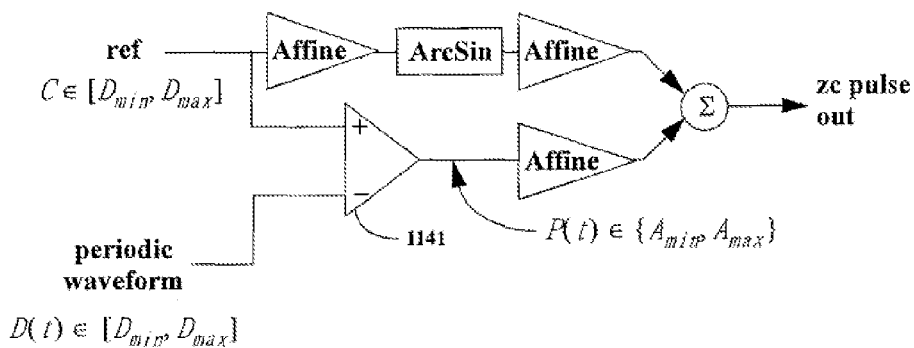 ref
C ∈ [D_min, D_max]
Affine
ArcSin
Affine
Σ
zc pulse
out
+
−
Affine
1141
P(t) ∈ {A_min, A_max}
periodic
waveform
D(t) ∈ [D_min, D_max]